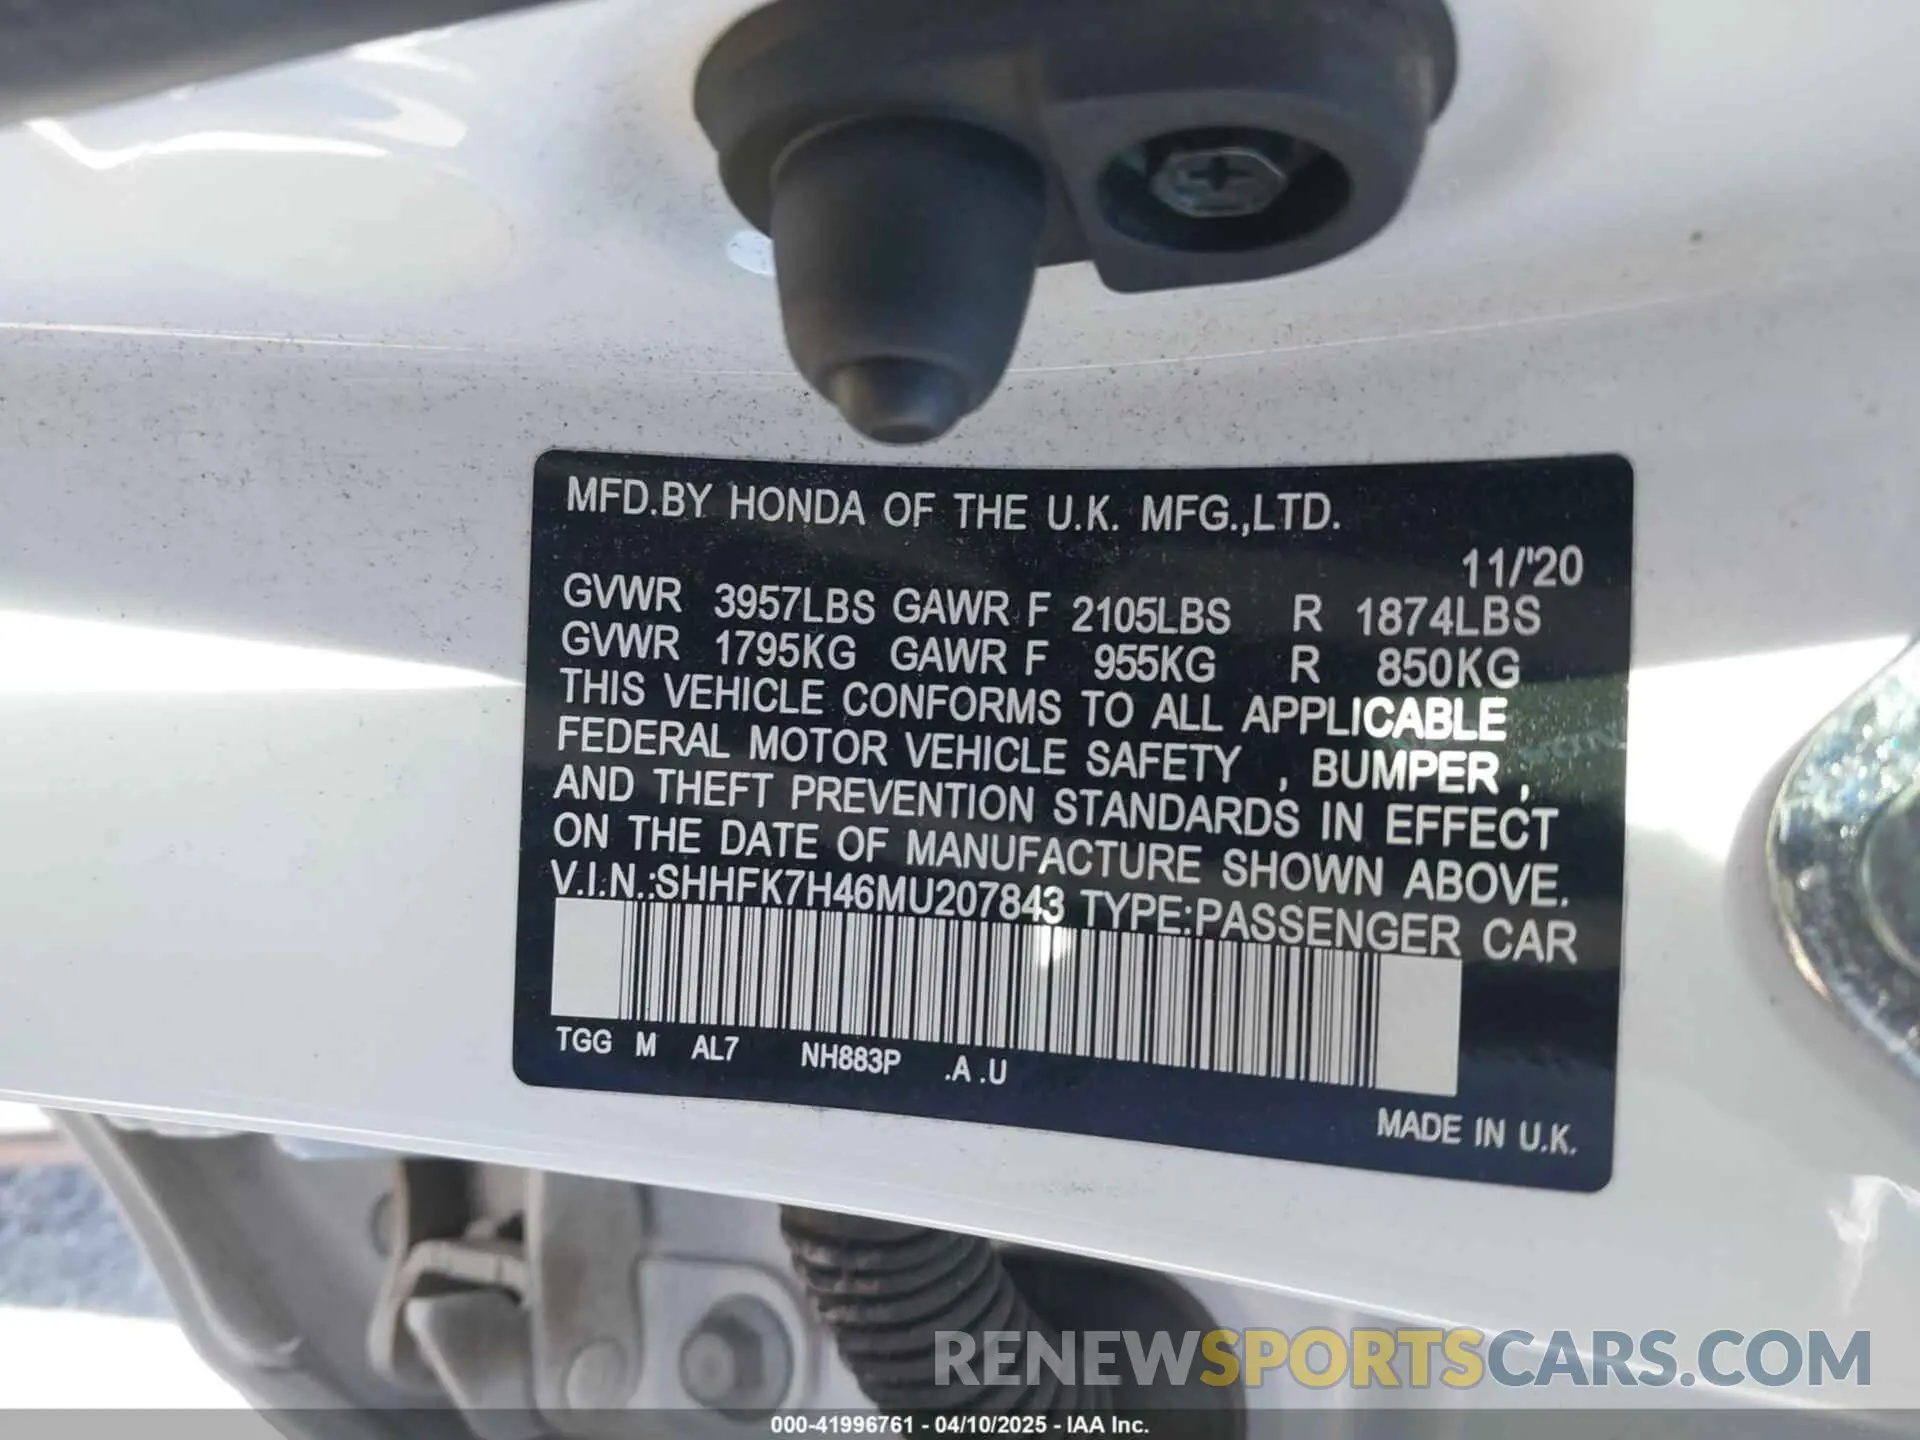 MFD.BY HONDA OF THE U.K. MFG.,LTD.
11/'20
GVWR 3957LBS GAWR F 2105LBS R 1874LBS
GVWR 1795KG GAWR F 955KG R 850KG
THIS VEHICLE CONFORMS TO ALL APPLICABLE
FEDERAL MOTOR VEHICLE SAFETY , BUMPER ,
AND THEFT PREVENTION STANDARDS IN EFFECT
ON THE DATE OF MANUFACTURE SHOWN ABOVE.
V.I.N.:SHHFK7H46MU207843 TYPE:PASSENGER CAR
TGG M AL7 NH883P .A .U
MADE IN U.K.
RENEWSPORTSCARS.COM
000-41996761 - 04/10/2025 - IAA Inc.